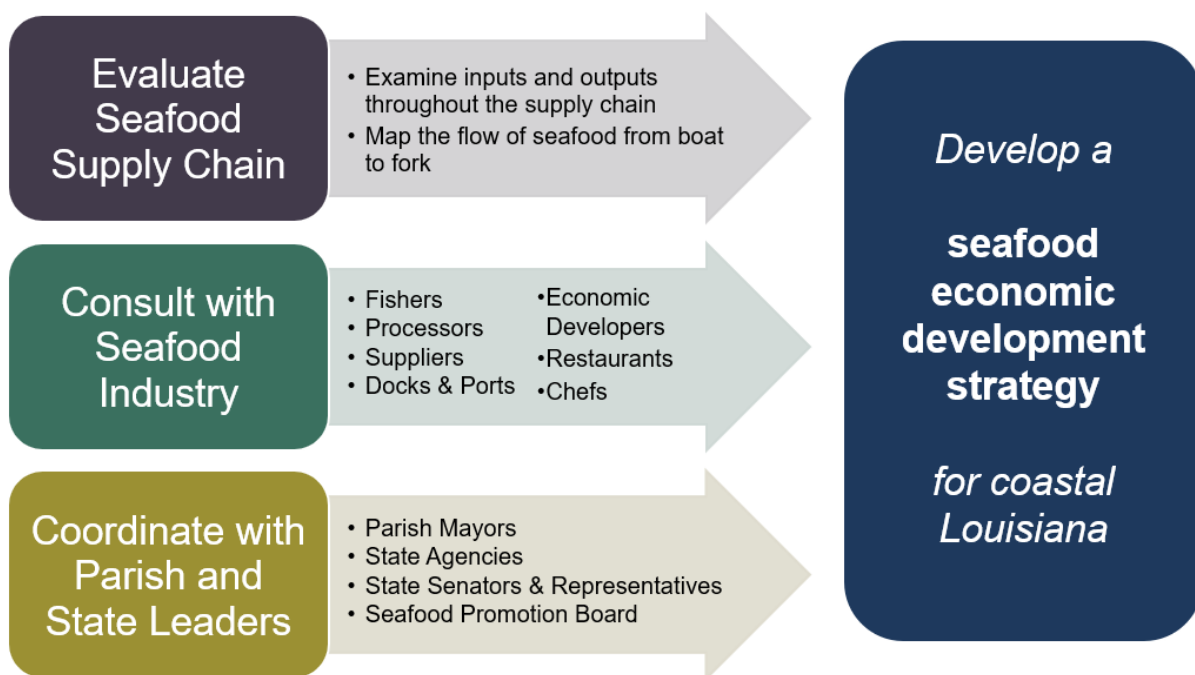 Evaluate
Seafood
Supply Chain
• Examine inputs and outputs
throughout the supply chain
• Map the flow of seafood from boat
to fork
Consult with
Seafood
Industry
• Fishers
• Processors
• Suppliers
• Docks & Ports
•Economic
Developers
•Restaurants
•Chefs
Coordinate with
Parish and
State Leaders
• Parish Mayors
• State Agencies
• State Senators & Representatives
• Seafood Promotion Board
Develop a
seafood
economic
development
strategy
for coastal
Louisiana